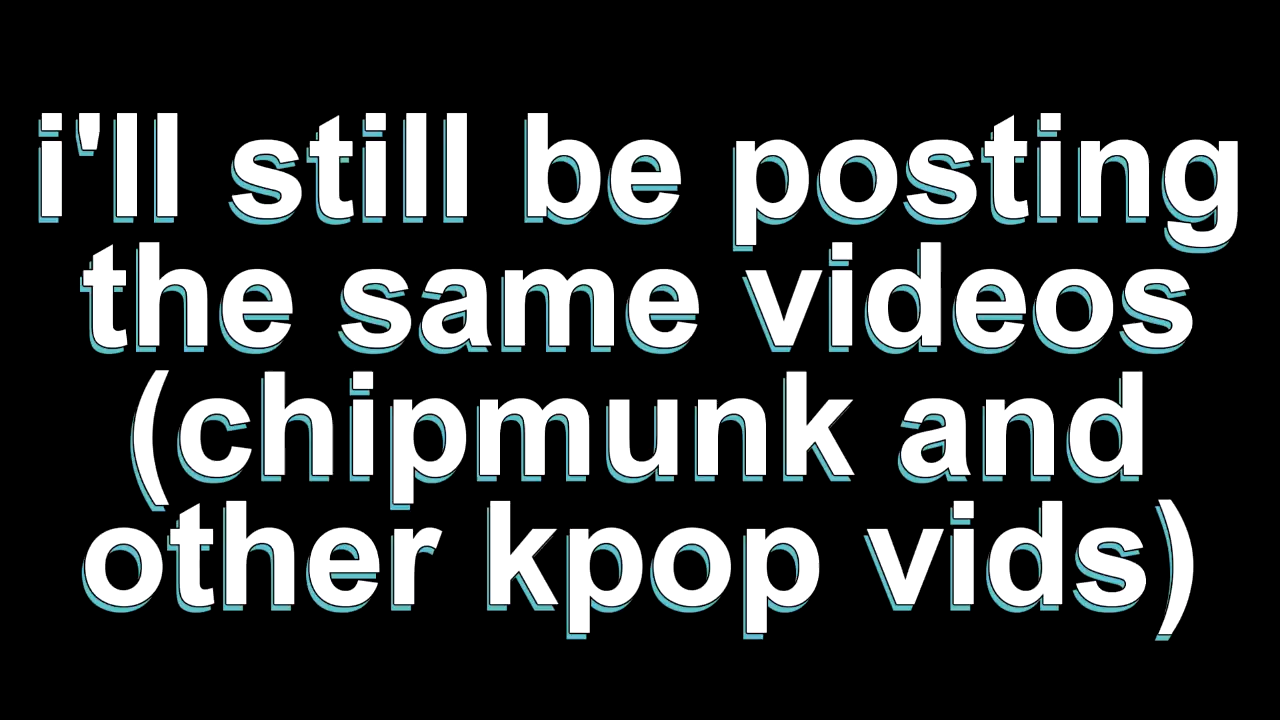 i'll still be posting
the same videos
(chipmunk and
other kpop vids)